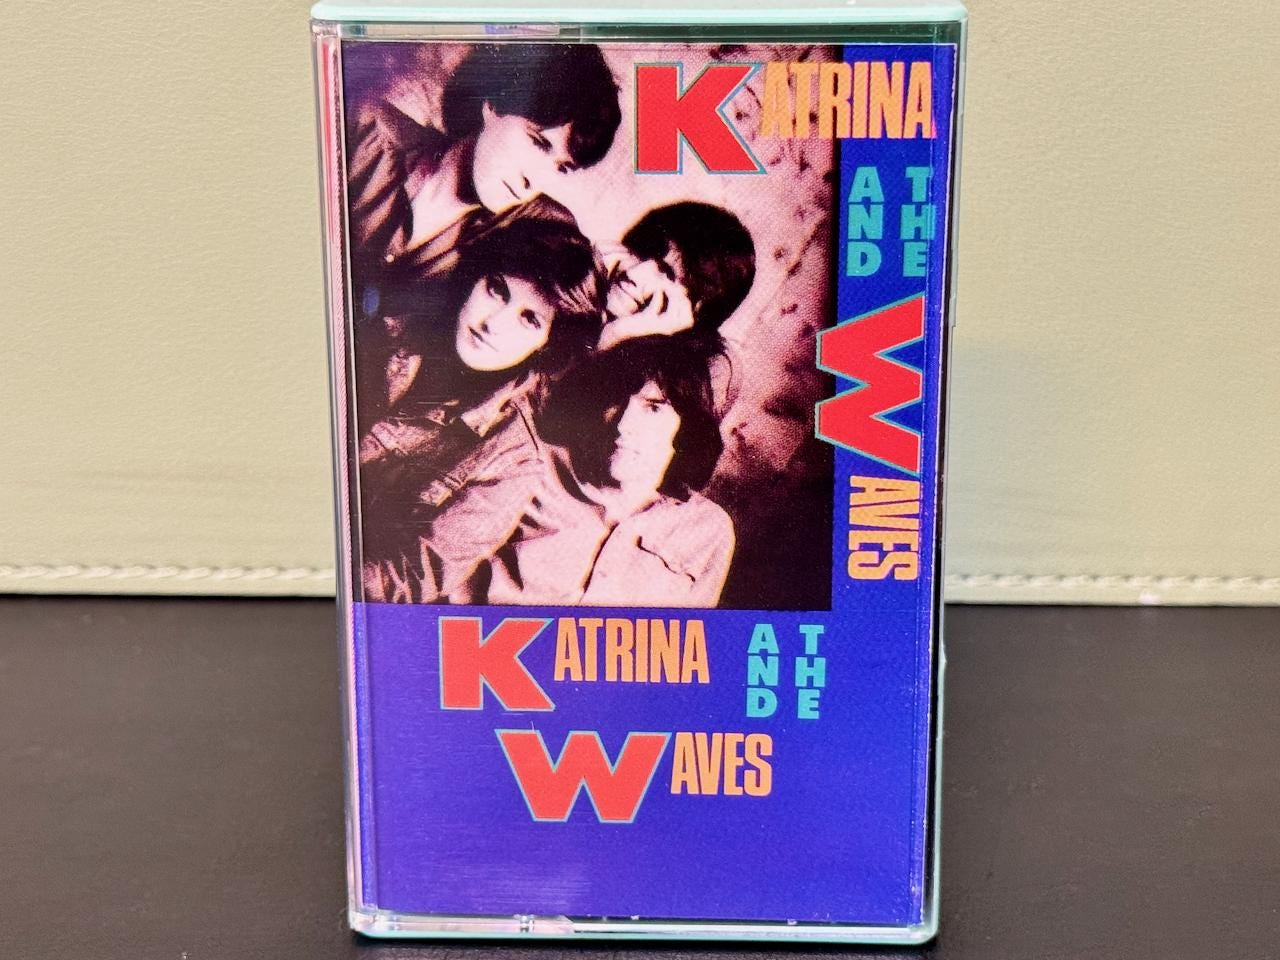 KATRINA
AND THE
WAVES
KATRINA AND THE
WAVES